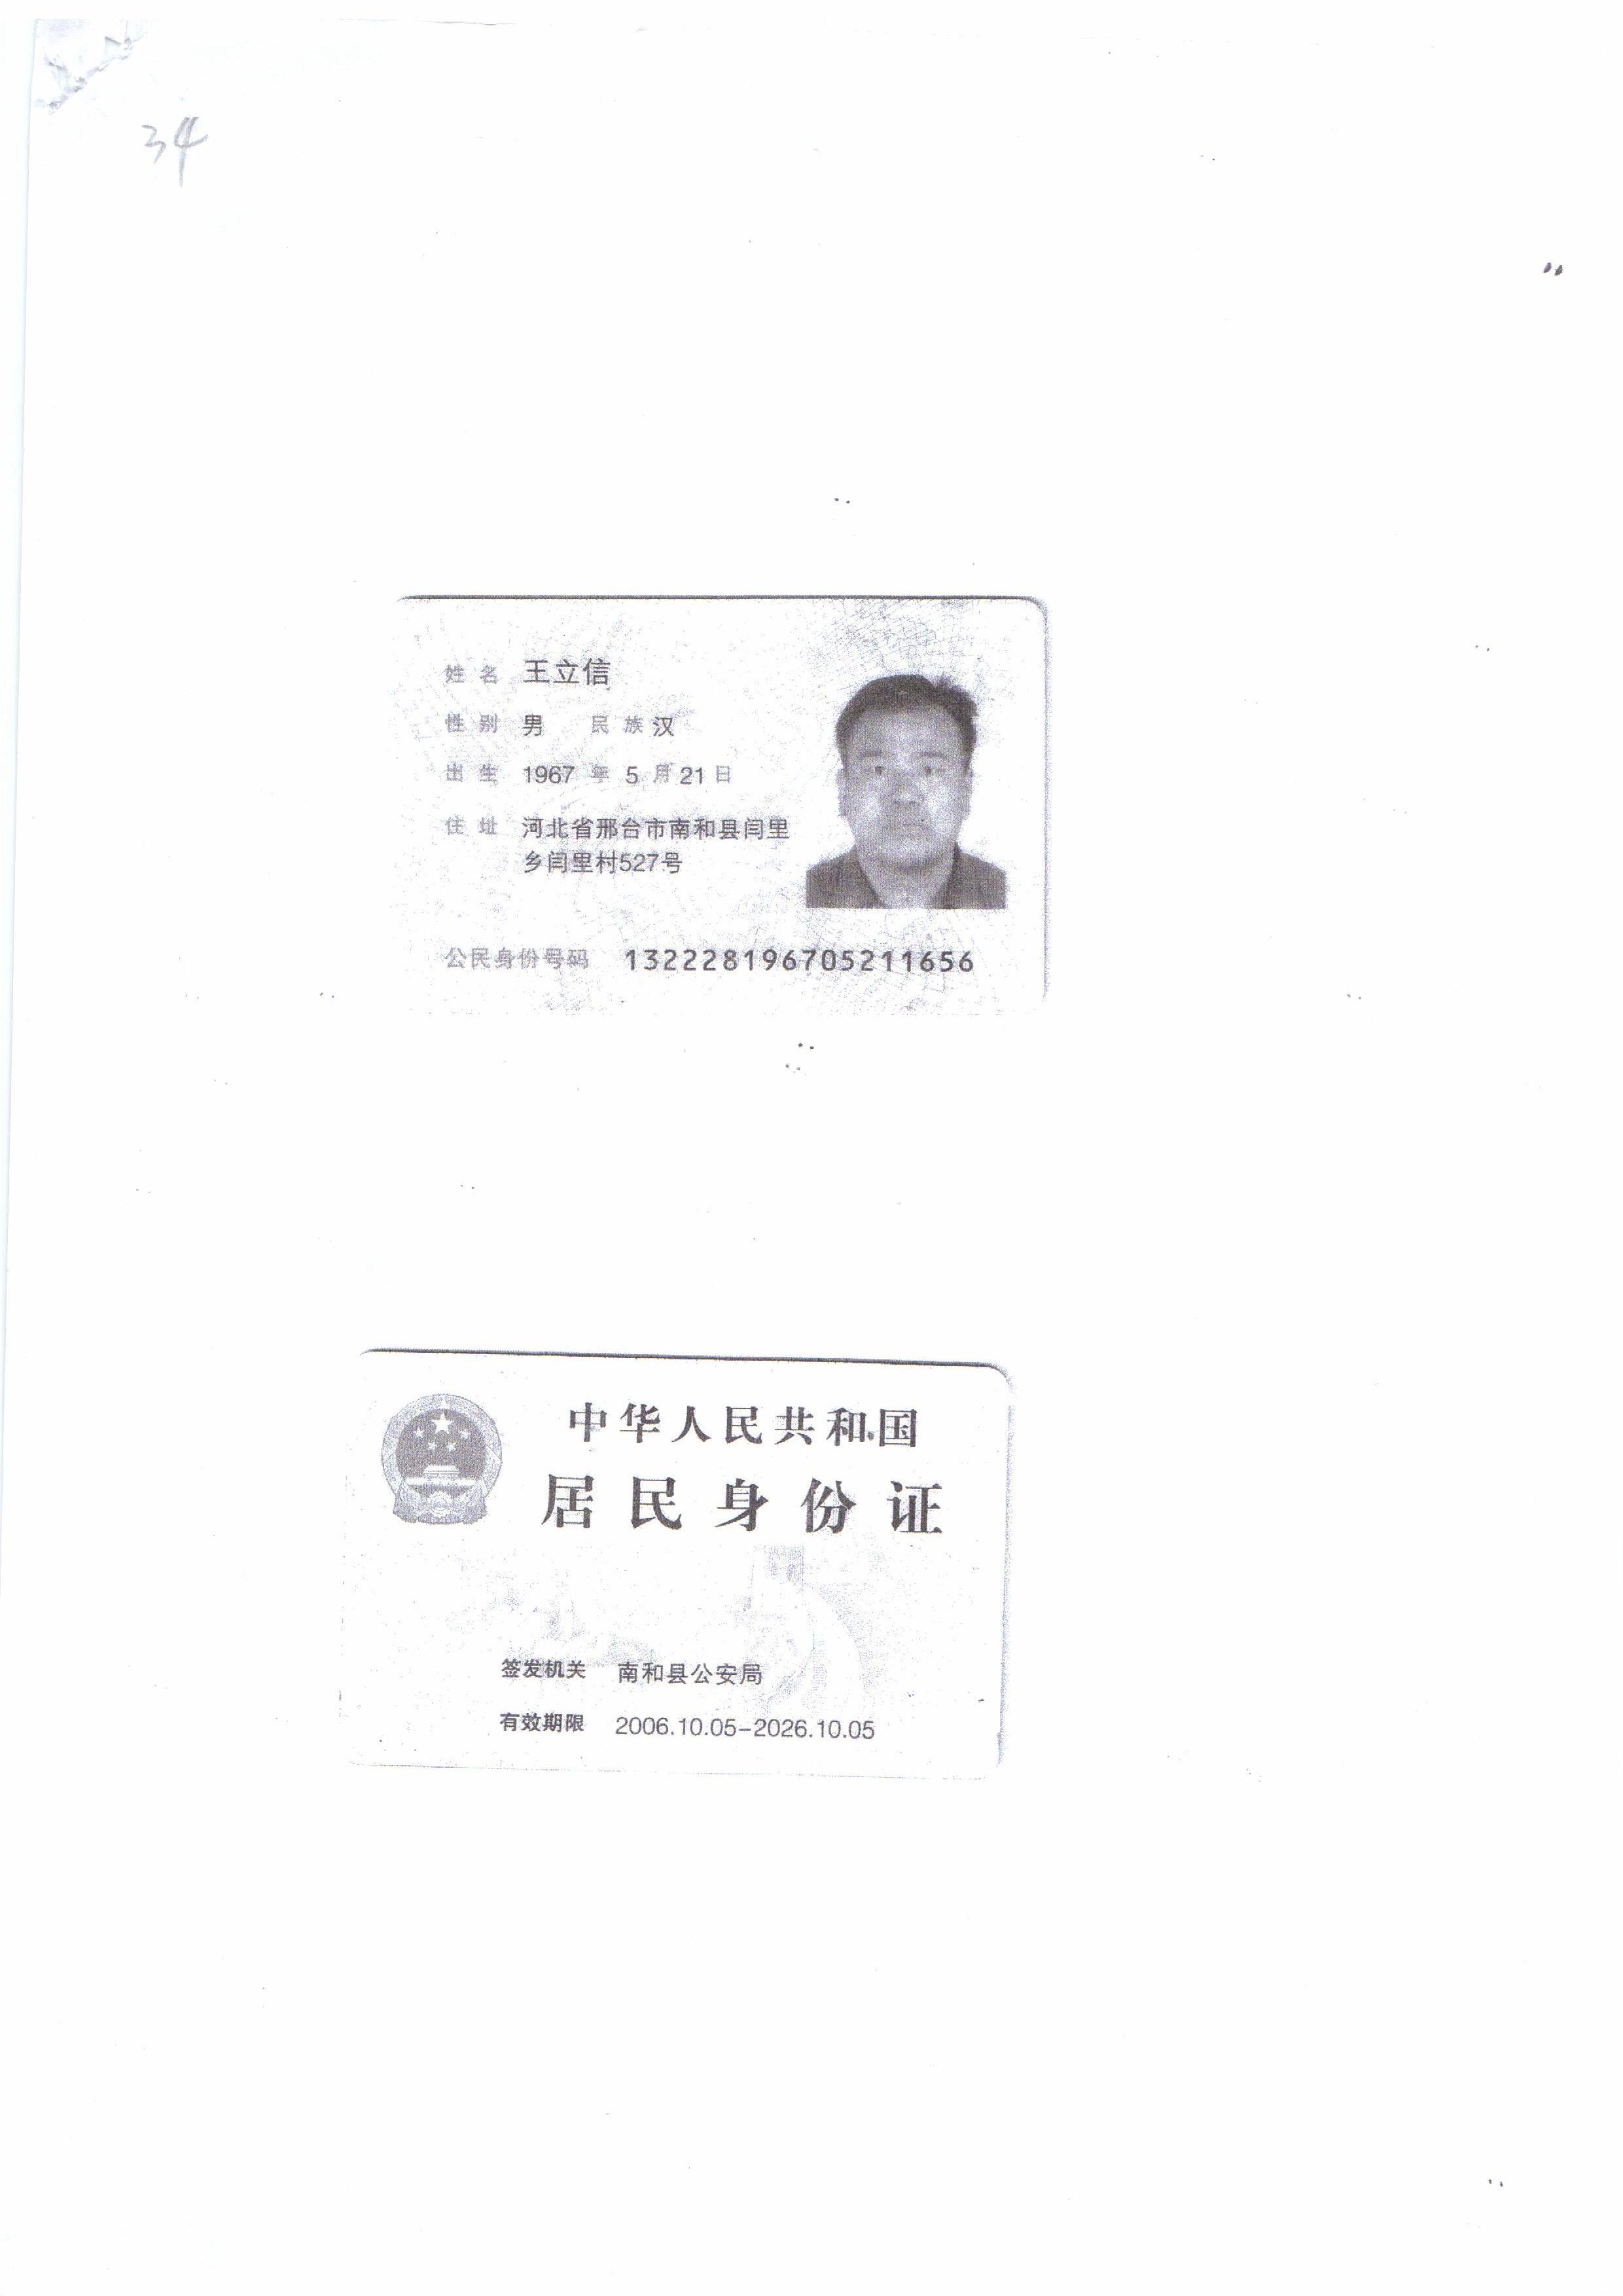 34
姓名 王立信
性别 男 民族 汉
出生 1967 年 5 月 21 日
住址 河北省邢台市南和县闫里
乡闫里村527号
公民身份号码 132228196705211656
中华人民共和国
居民身份证
签发机关 南和县公安局
有效期限 2006.10.05-2026.10.05